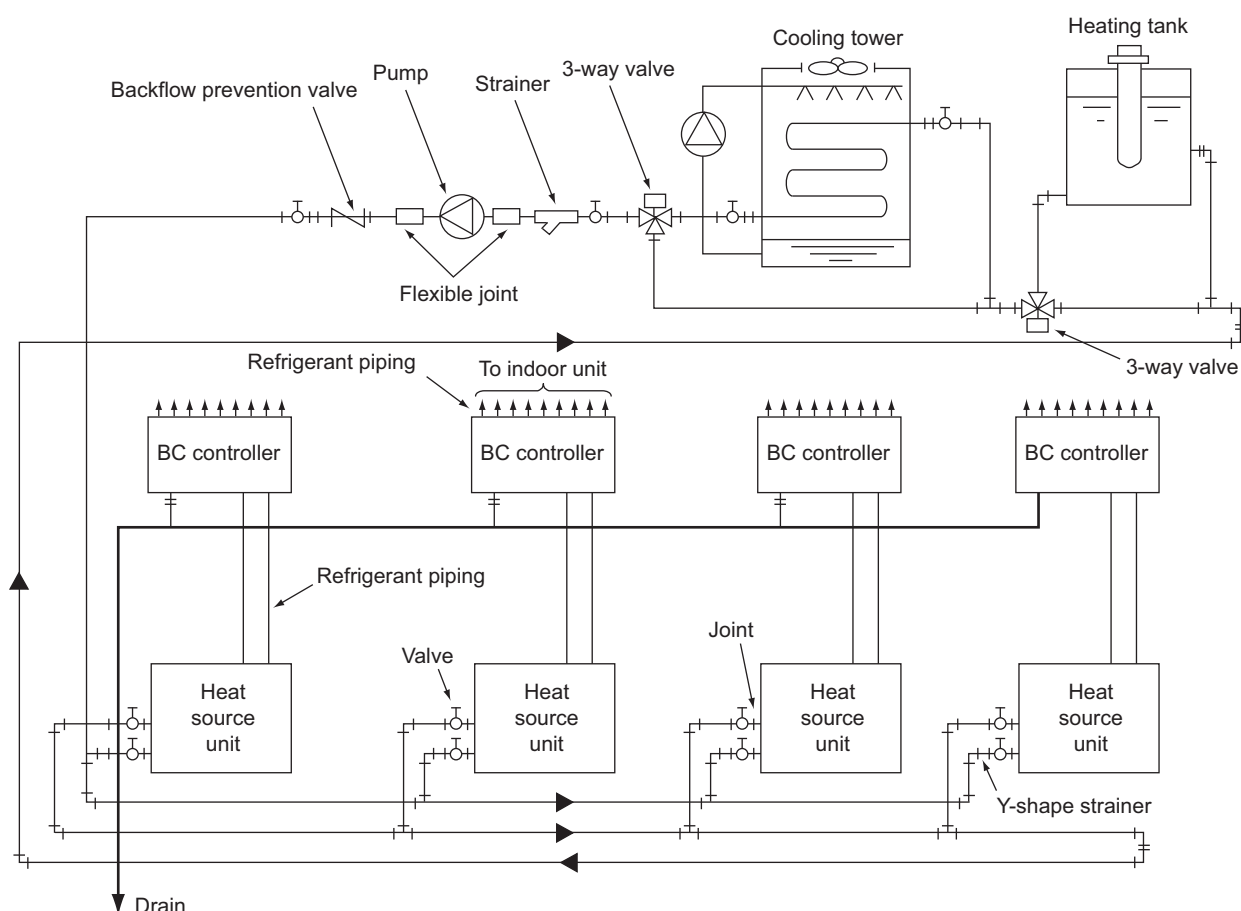 Heating tank
Cooling tower
3-way valve
Pump
Strainer
Backflow prevention valve
Flexible joint
3-way valve
Refrigerant piping
To indoor unit
BC controller
BC controller
BC controller
BC controller
Refrigerant piping
Joint
Valve
Heat
source
unit
Heat
source
unit
Heat
source
unit
Heat
source
unit
Y-shape strainer
Drain